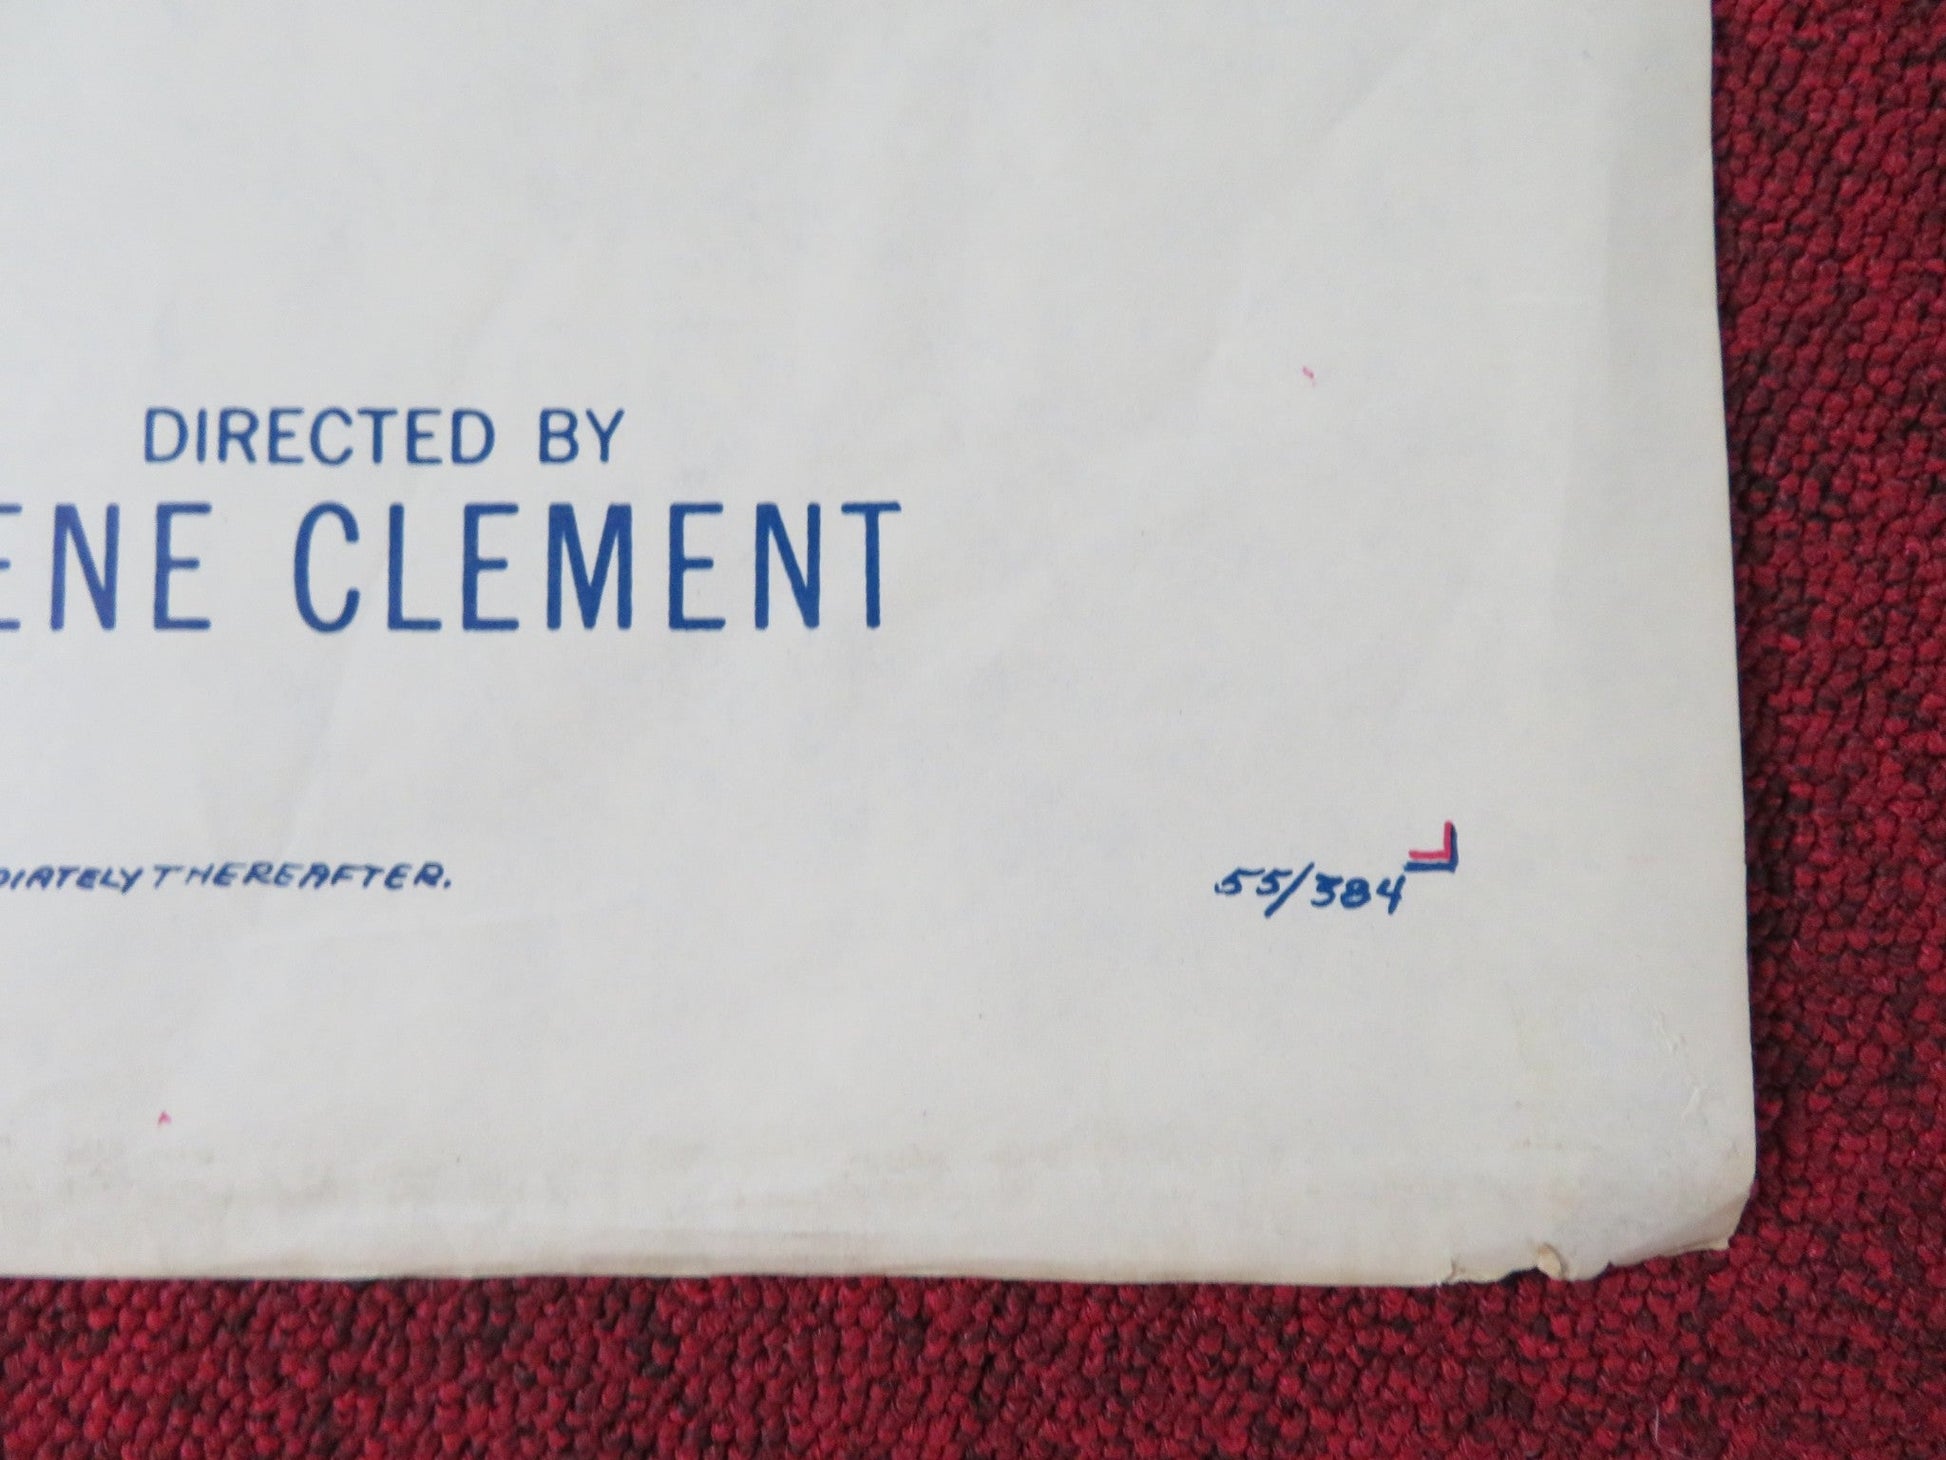 DIRECTED BY
ENE CLEMENT
DIATELY THEREAFTER.
55/384